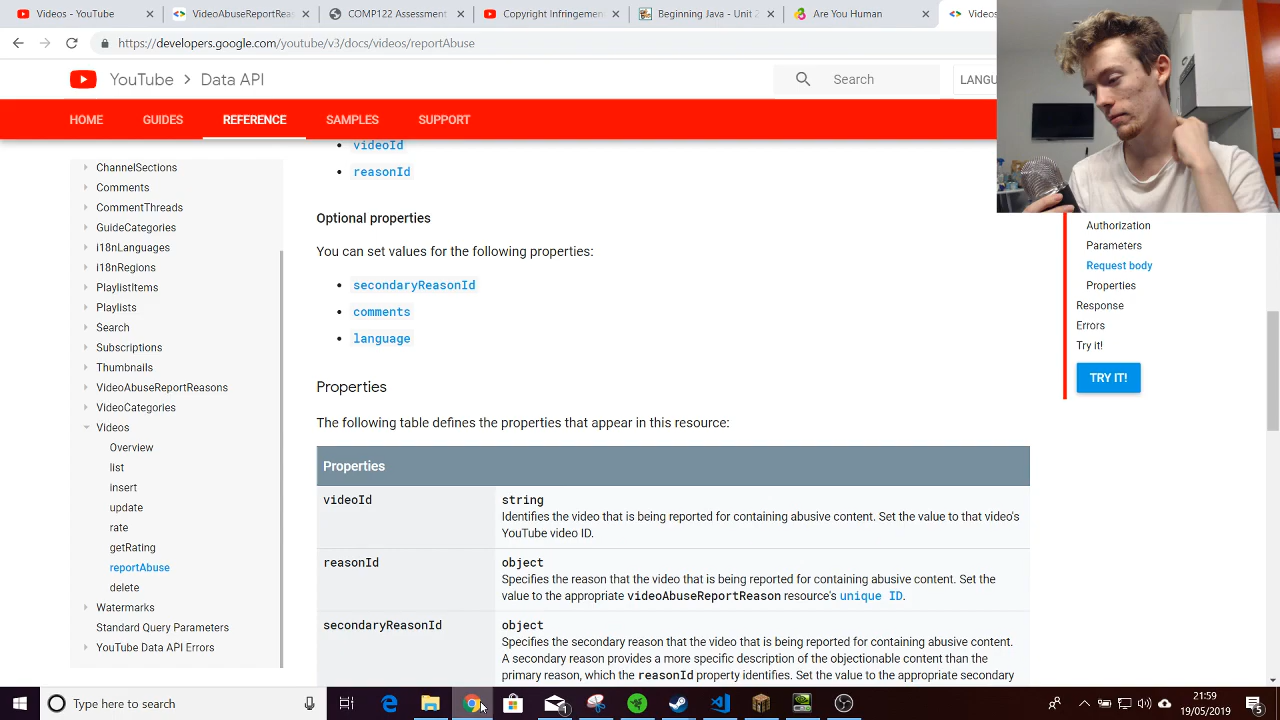 YouTube - Videos
VideoAbuseReportReas
COMP122 Assessment
Copyright Infringemen
Beginning Java - Unit 2
Are You Human
Videos
https://developers.google.com/youtube/v3/docs/videos/reportAbuse
YouTube > Data API
Search
LANGU
HOME
GUIDES
REFERENCE
SAMPLES
SUPPORT
ChannelSections
Comments
CommentThreads
GuideCategories
i18nLanguages
i18nRegions
PlaylistItems
Playlists
Search
Subscriptions
Thumbnails
VideoAbuseReportReasons
VideoCategories
Videos
Overview
list
insert
update
rate
getRating
reportAbuse
delete
Watermarks
Standard Query Parameters
YouTube Data API Errors
• videoId
• reasonId
Optional properties
You can set values for the following properties:
• secondaryReasonId
• comments
• language
Properties
The following table defines the properties that appear in this resource:
Properties
videoId
string
Identifies the video that is being reported for containing abusive content. Set the value to that video's
YouTube video ID.
reasonId
object
Specifies the reason that the video that is being reported for containing abusive content. Set the
value to the appropriate videoAbuseReportReason resource's unique ID.
secondaryReasonId
object
Specifies the secondary reason that the video that is being reported for containing abusive content.
A secondary reason provides a more specific description of the objectionable content than the
primary reason, which the reasonId property identifies. Set the value to the appropriate secondary
Authorization
Parameters
Request body
Properties
Response
Errors
Try it!
TRY IT!
Type here to search
1
21:59
19/05/2019
5